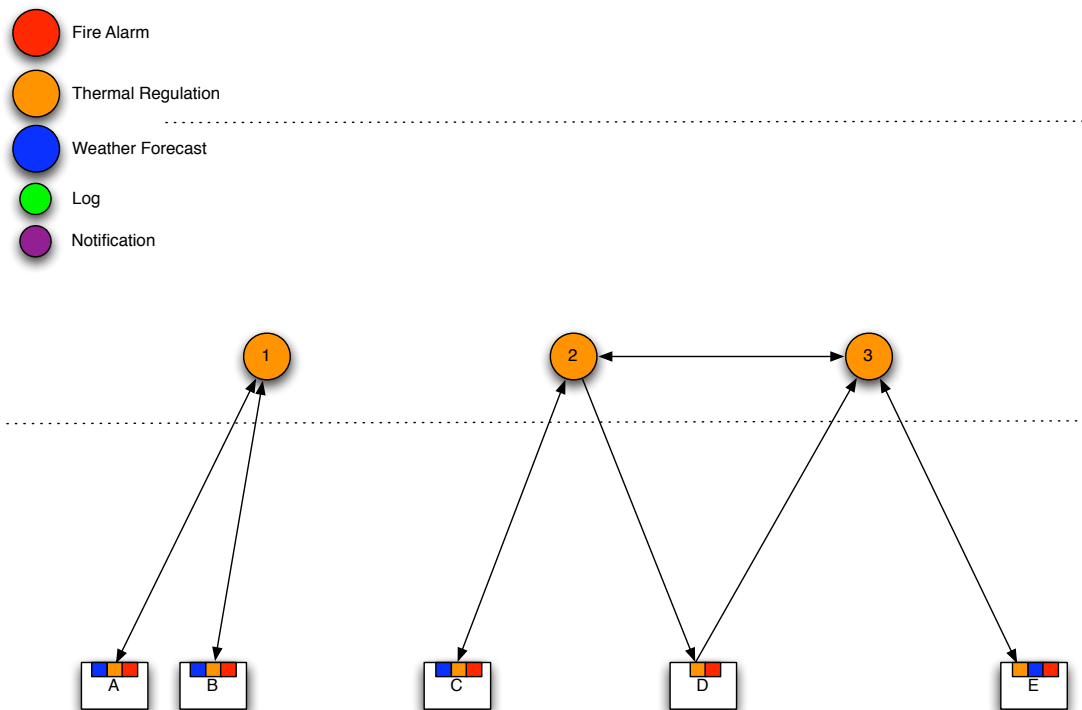 Fire Alarm
Thermal Regulation
Weather Forecast
Log
Notification
1
2
3
A
B
C
D
E